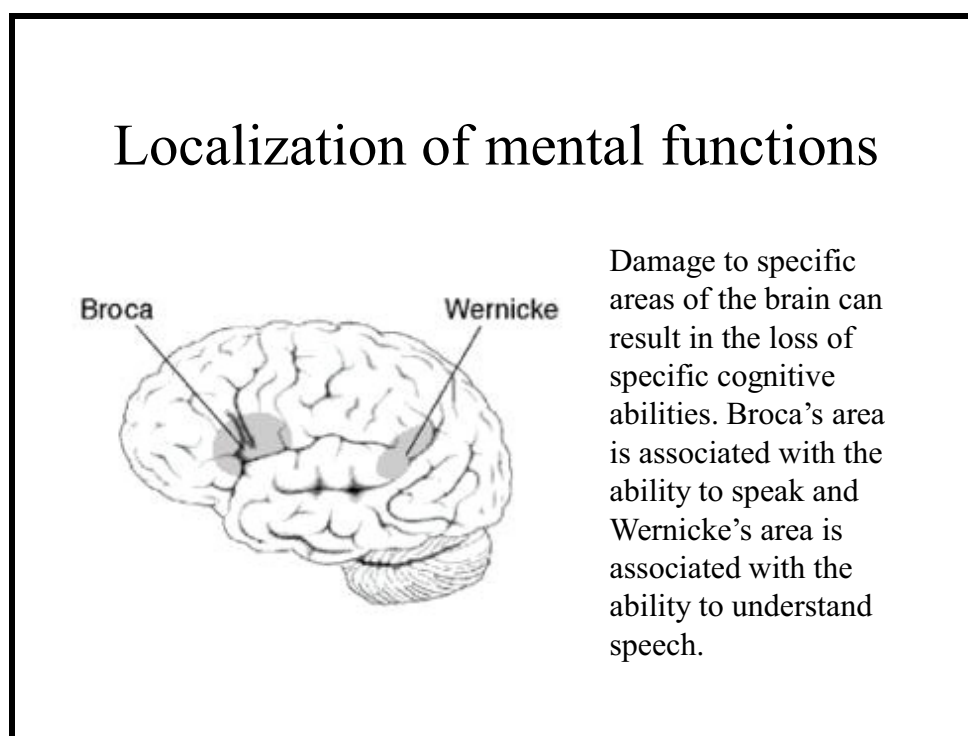 Localization of mental functions
Broca
Wernicke
Damage to specific
areas of the brain can
result in the loss of
specific cognitive
abilities. Broca’s area
is associated with the
ability to speak and
Wernicke’s area is
associated with the
ability to understand
speech.